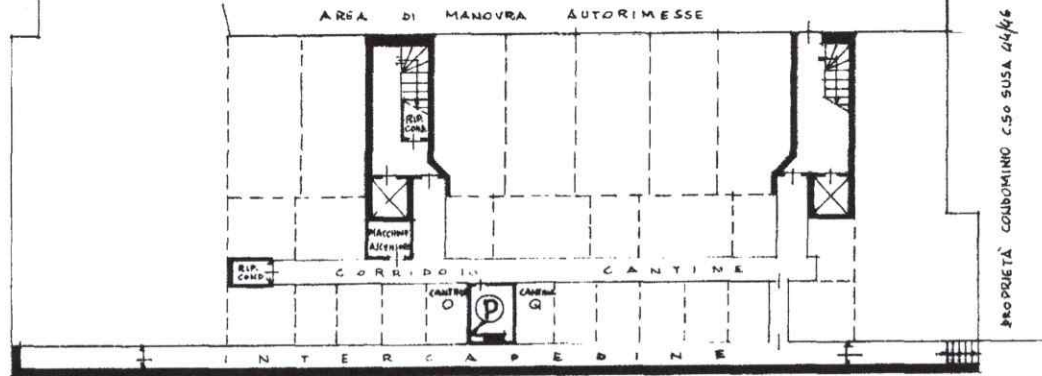 AREA DI MANOVRA AUTORIMESSE
RIP.
COND.
MACCHINE
ASCENSORE
RIP.
COND
CORRIDOIO CANTINE
CANTINA
O
P
CANTINA
Q
INTERCAPEDINE
PROPRIETÀ CONDOMINIO C.SO SUSA 44/46